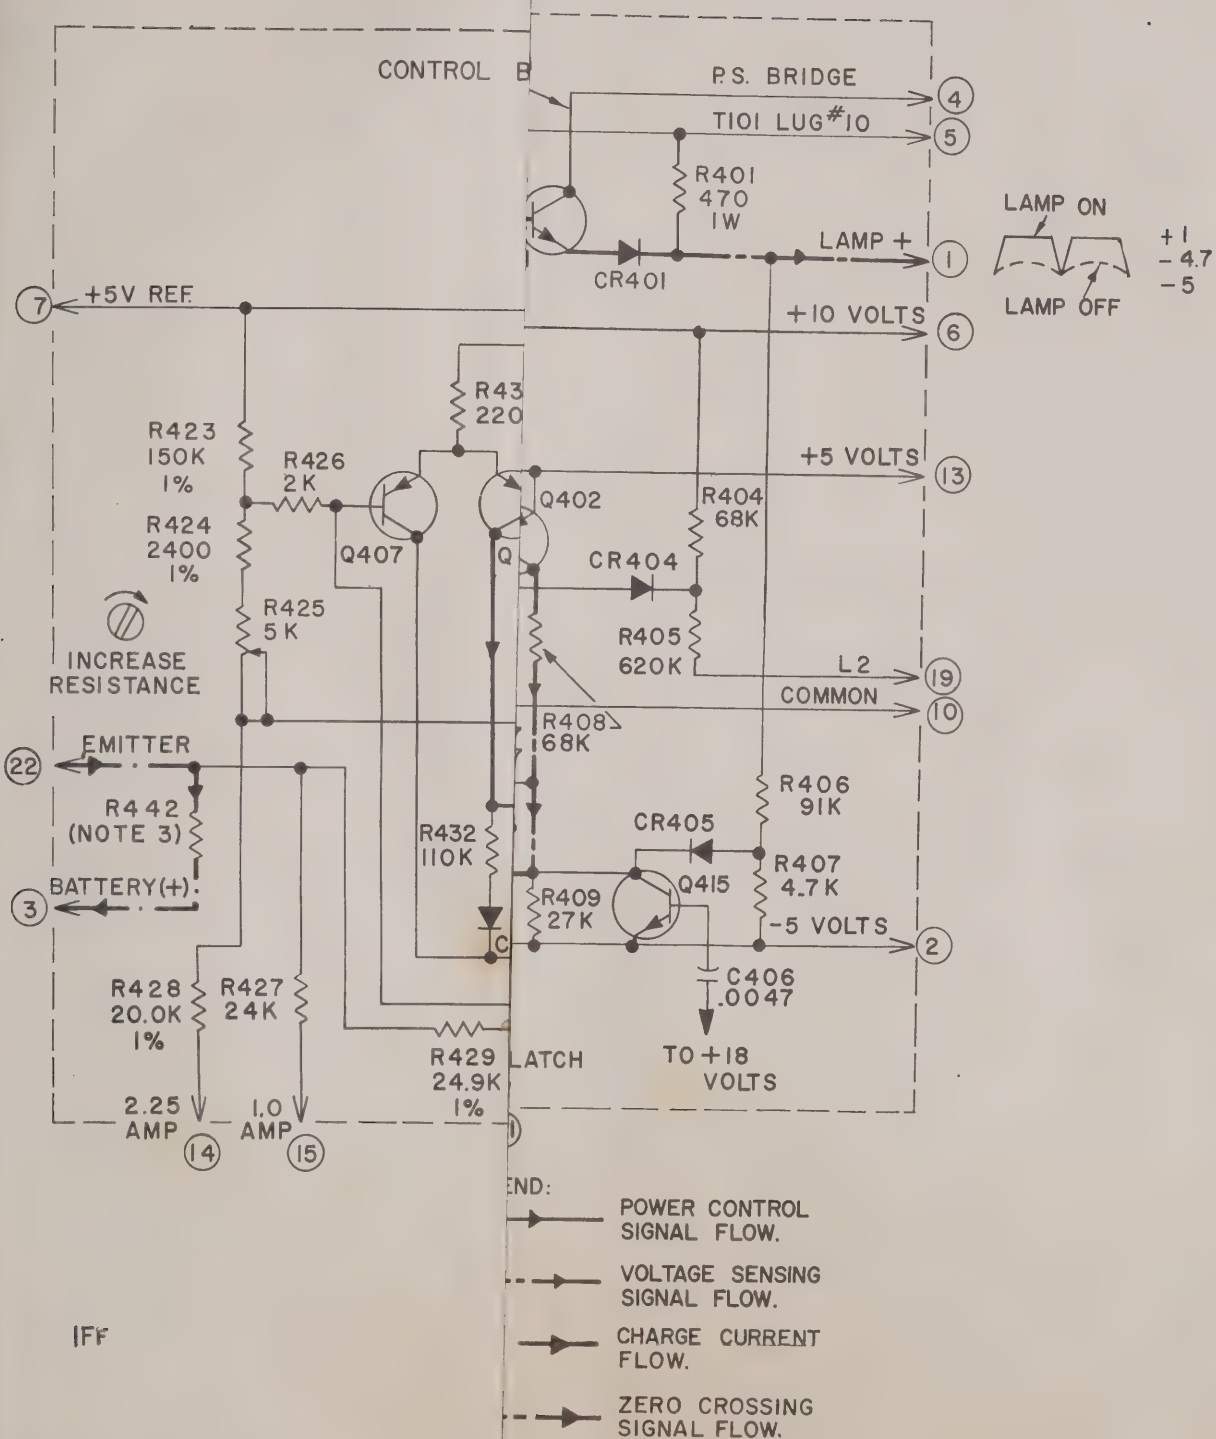 CONTROL B
P.S. BRIDGE
4
T101 LUG #10
5
R401
470
1W
LAMP +
1
CR401
LAMP ON
+1
-4.7
-5
LAMP OFF
7
+5V REF.
+10 VOLTS
6
R43
220
R423
150K
1%
R426
2K
+5 VOLTS
13
Q402
R404
68K
R424
2400
1%
Q407
Q
CR404
R425
5K
R405
620K
INCREASE
RESISTANCE
L2
19
COMMON
10
R408
68K
22
EMITTER
R442
(NOTE 3)
R406
91K
CR405
R432
110K
R407
4.7K
BATTERY(+)
3
R409
27K
Q415
-5 VOLTS
2
C
C406
.0047
R428
20.0K
1%
R427
24K
R429
24.9K
1%
LATCH
TO +18
VOLTS
2.25
AMP
14
1.0
AMP
15
END:
POWER CONTROL
SIGNAL FLOW.
VOLTAGE SENSING
SIGNAL FLOW.
CHARGE CURRENT
FLOW.
ZERO CROSSING
SIGNAL FLOW.
IFF